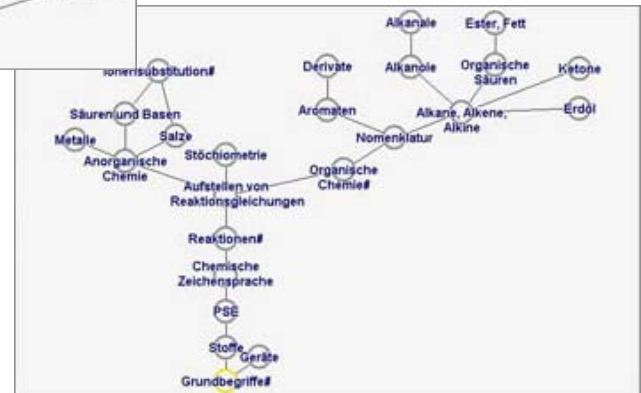 Alkanale
Ester, Fett
Ionensubstitution#
Derivate
Alkanole
Organische
Säuren
Ketone
Säuren und Basen
Aromaten
Alkane, Alkene,
Alkine
Erdöl
Metalle
Salze
Nomenklatur
Anorganische
Chemie
Stöchiometrie
Organische
Chemie#
Aufstellen von
Reaktionsgleichungen
Reaktionen#
Chemische
Zeichensprache
PSE
Stoffe
Geräte
Grundbegriffe#